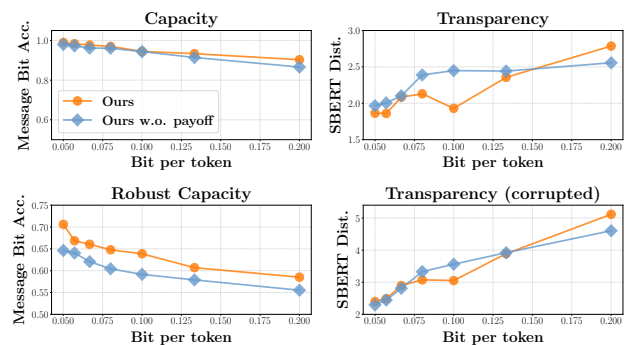 Capacity
Message Bit Acc.
1.0
0.8
0.6
Ours
Ours w.o. payoff
0.050 0.075 0.100 0.125 0.150 0.175 0.200
Bit per token
Transparency
SBERT Dist.
3.0
2.5
2.0
1.5
0.050 0.075 0.100 0.125 0.150 0.175 0.200
Bit per token
Robust Capacity
Message Bit Acc.
0.75
0.70
0.65
0.60
0.55
0.50
0.050 0.075 0.100 0.125 0.150 0.175 0.200
Bit per token
Transparency (corrupted)
SBERT Dist.
5
4
3
2
0.050 0.075 0.100 0.125 0.150 0.175 0.200
Bit per token